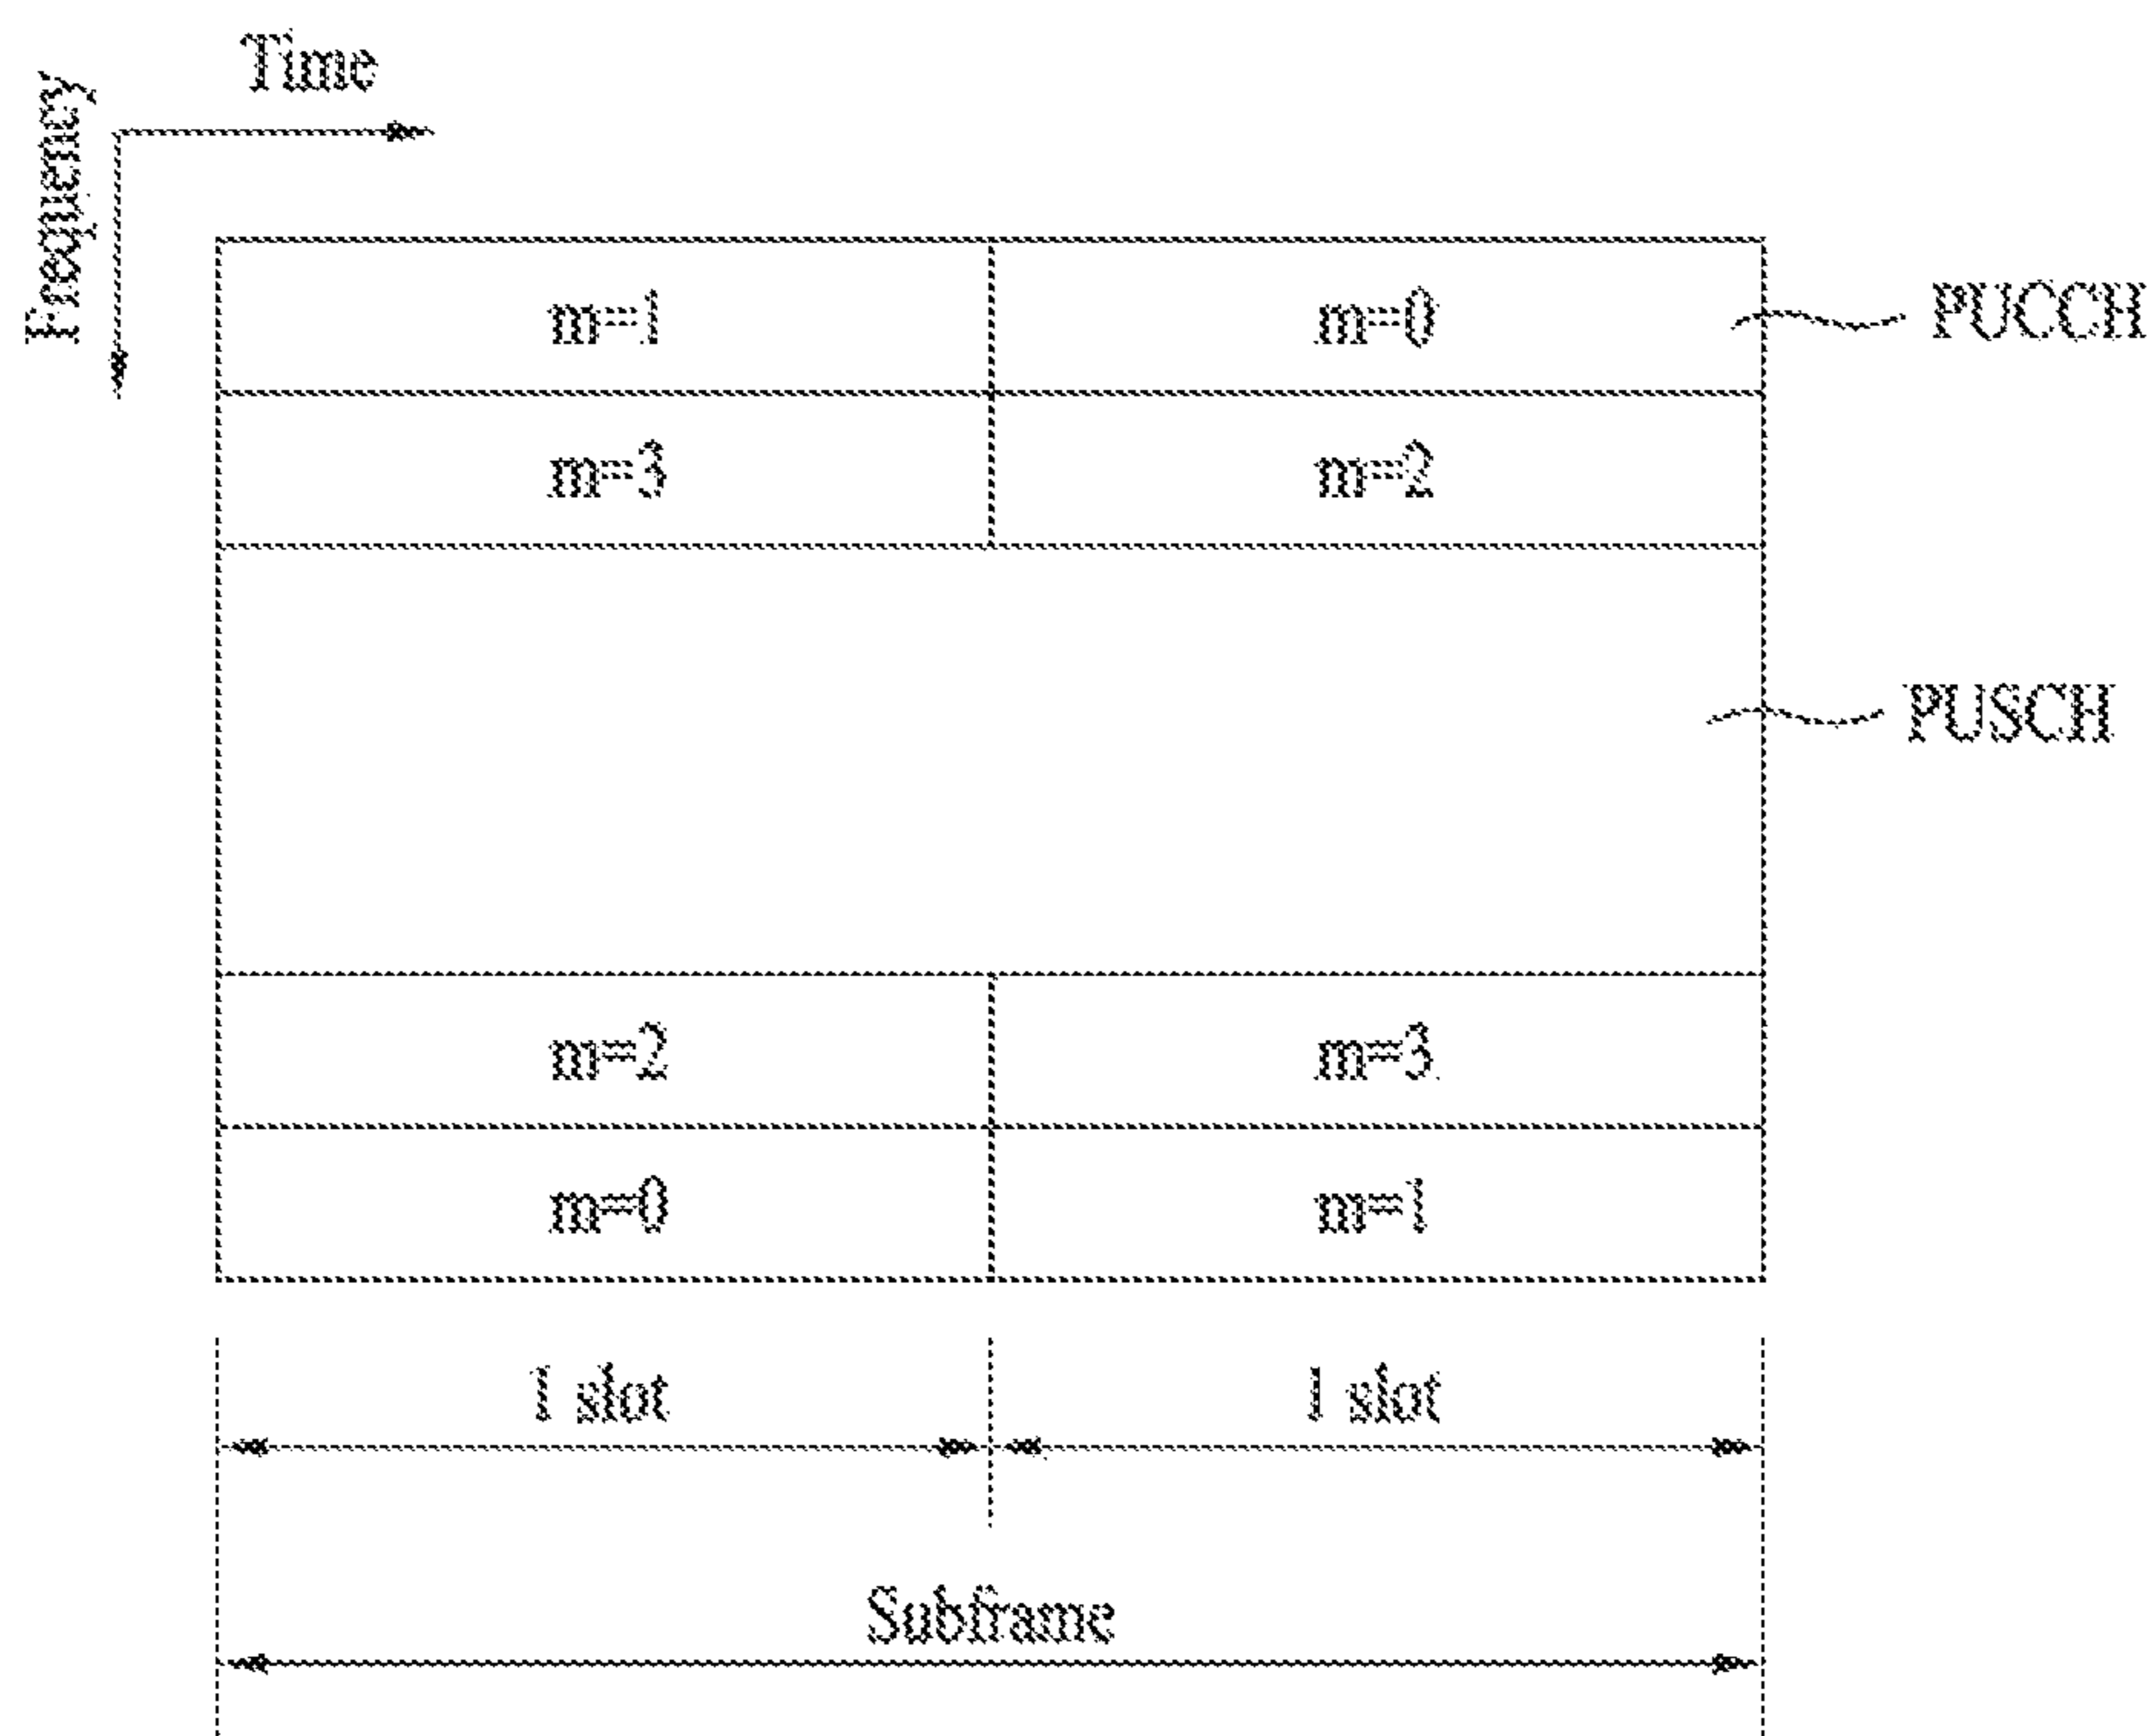 Time
Frequency
m=1 m=0 PUCCH
m=3 m=2
PUSCH
m=2 m=3
m=0 m=1
1 slot 1 slot
Subframe